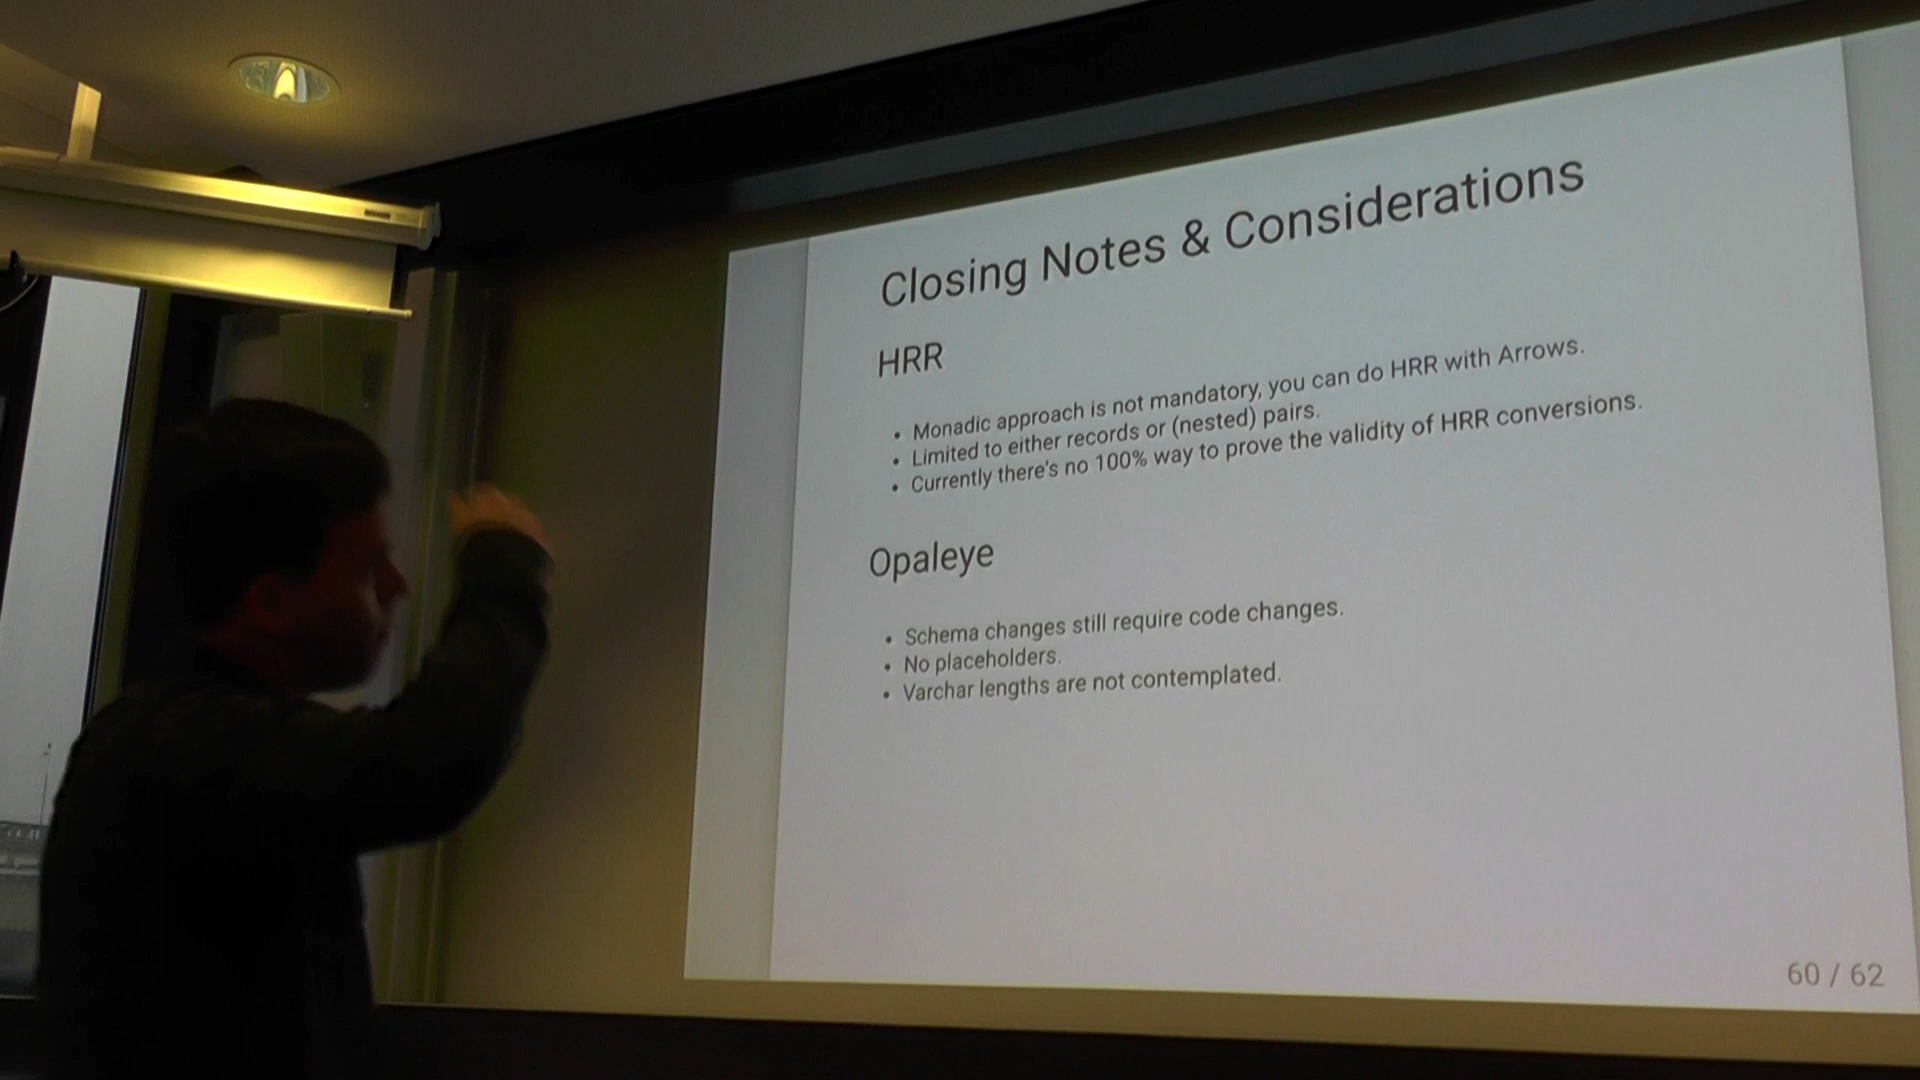 Closing Notes & Considerations
HRR
• Monadic approach is not mandatory, you can do HRR with Arrows.
• Limited to either records or (nested) pairs.
• Currently there's no 100% way to prove the validity of HRR conversions.
Opaleye
• Schema changes still require code changes.
• No placeholders.
• Varchar lengths are not contemplated.
60 / 62